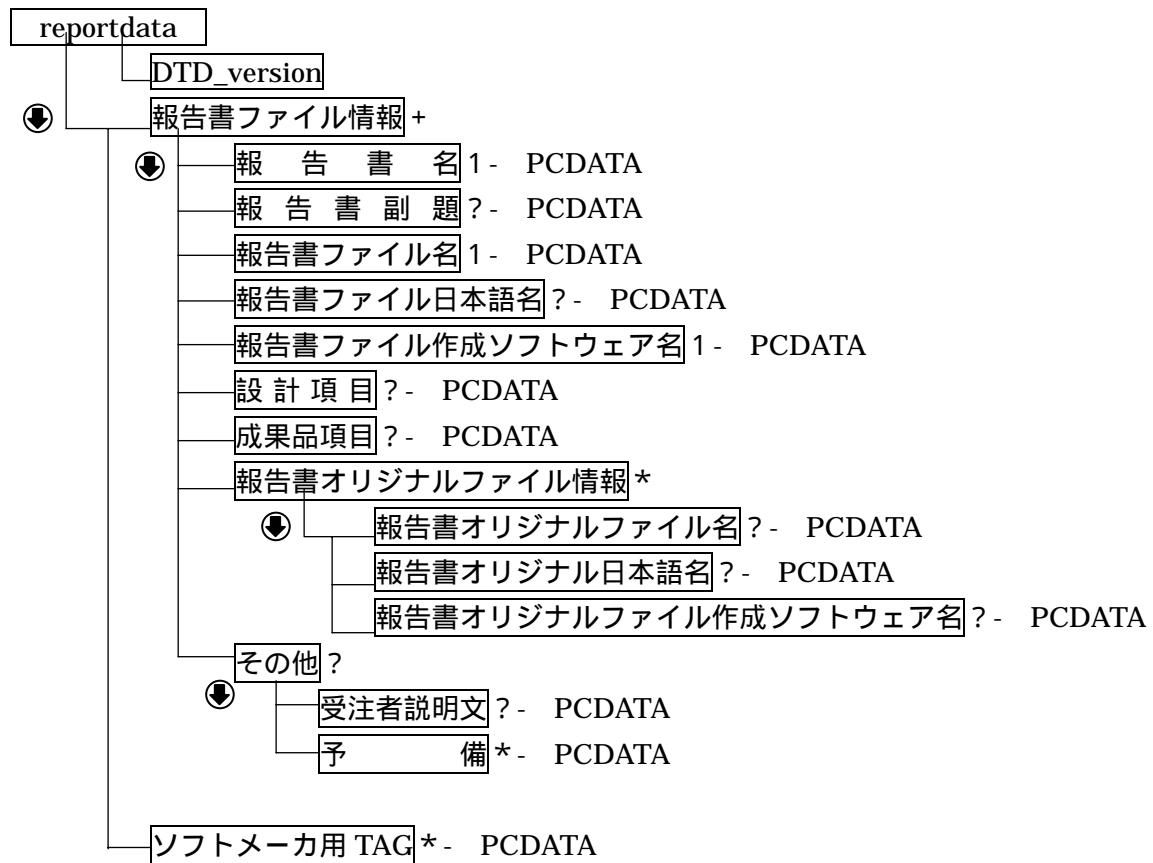 reportdata
DTD_version
報告書ファイル情報 +
報 告 書 名 1 - PCDATA
報 告 書 副 題 ? - PCDATA
報告書ファイル名 1 - PCDATA
報告書ファイル日本語名 ? - PCDATA
報告書ファイル作成ソフトウェア名 1 - PCDATA
設 計 項 目 ? - PCDATA
成果品項目 ? - PCDATA
報告書オリジナルファイル情報 *
報告書オリジナルファイル名 ? - PCDATA
報告書オリジナル日本語名 ? - PCDATA
報告書オリジナルファイル作成ソフトウェア名 ? - PCDATA
その他 ?
受注者説明文 ? - PCDATA
予 備 * - PCDATA
ソフトメーカ用 TAG * - PCDATA